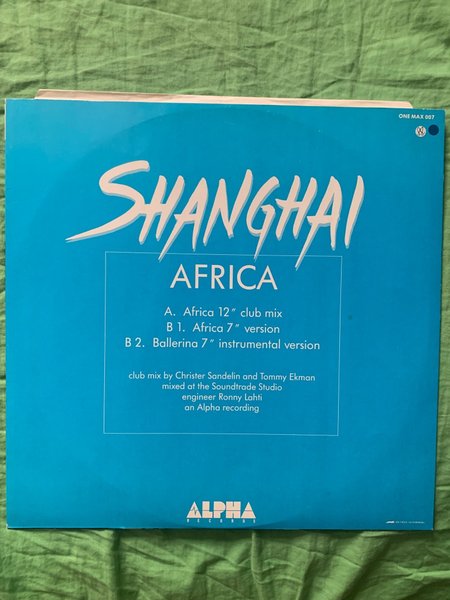 ONE MAX 007
SHANGHAI
AFRICA
A. Africa 12" club mix
B 1. Africa 7" version
B 2. Ballerina 7" instrumental version
club mix by Christer Sandelin and Tommy Ekman
mixed at the Soundtrade Studio
engineer Ronny Lahti
an Alpha recording
ALPHA
RECORDS